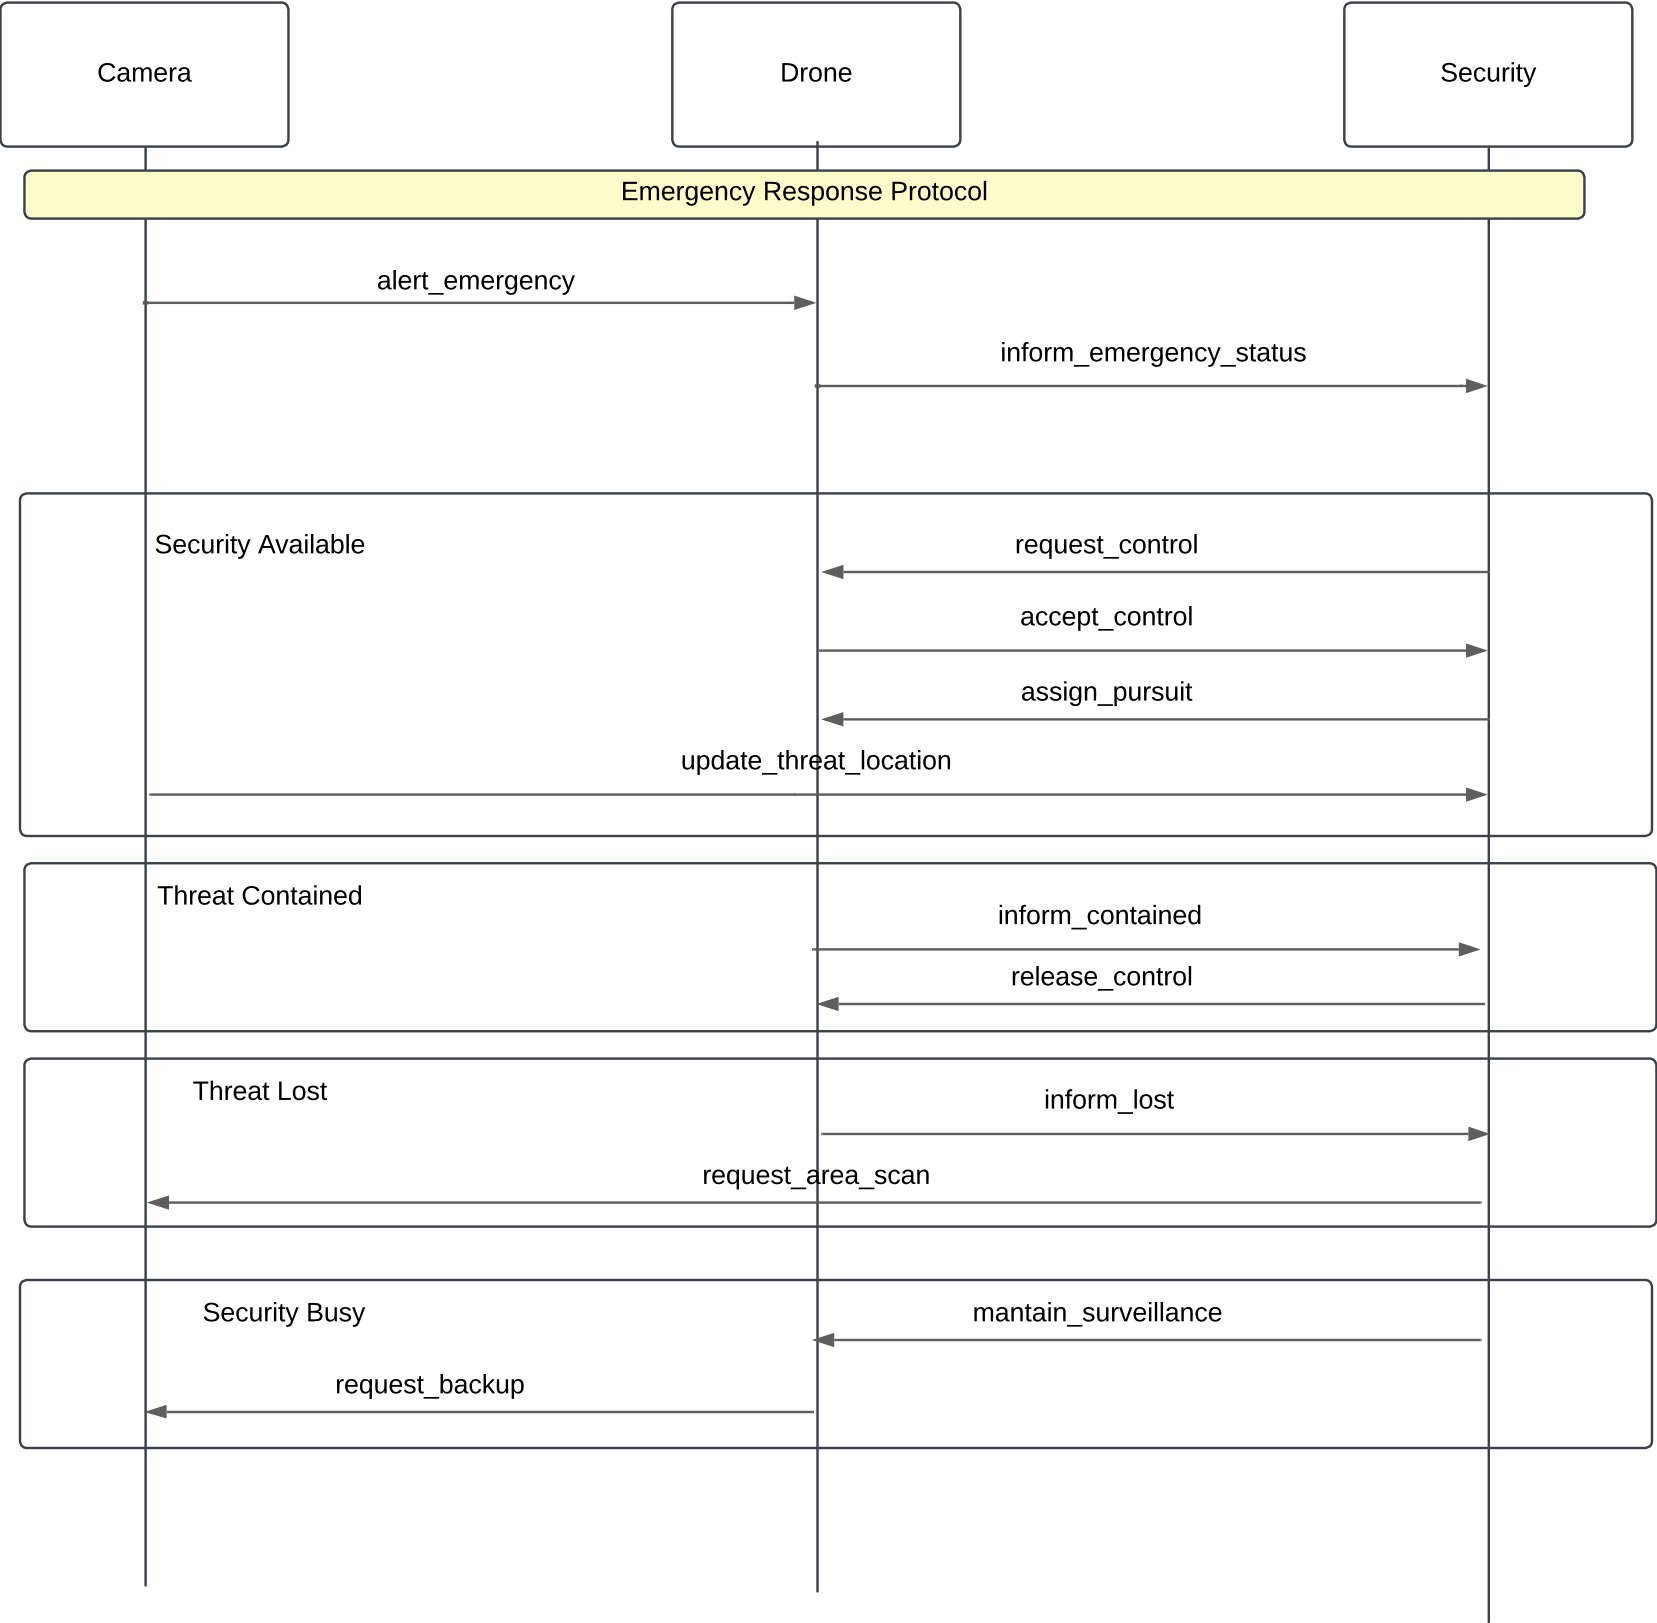 Camera
Drone
Security
Emergency Response Protocol
alert_emergency
inform_emergency_status
Security Available
request_control
accept_control
assign_pursuit
update_threat_location
Threat Contained
inform_contained
release_control
Threat Lost
inform_lost
request_area_scan
Security Busy
mantain_surveillance
request_backup